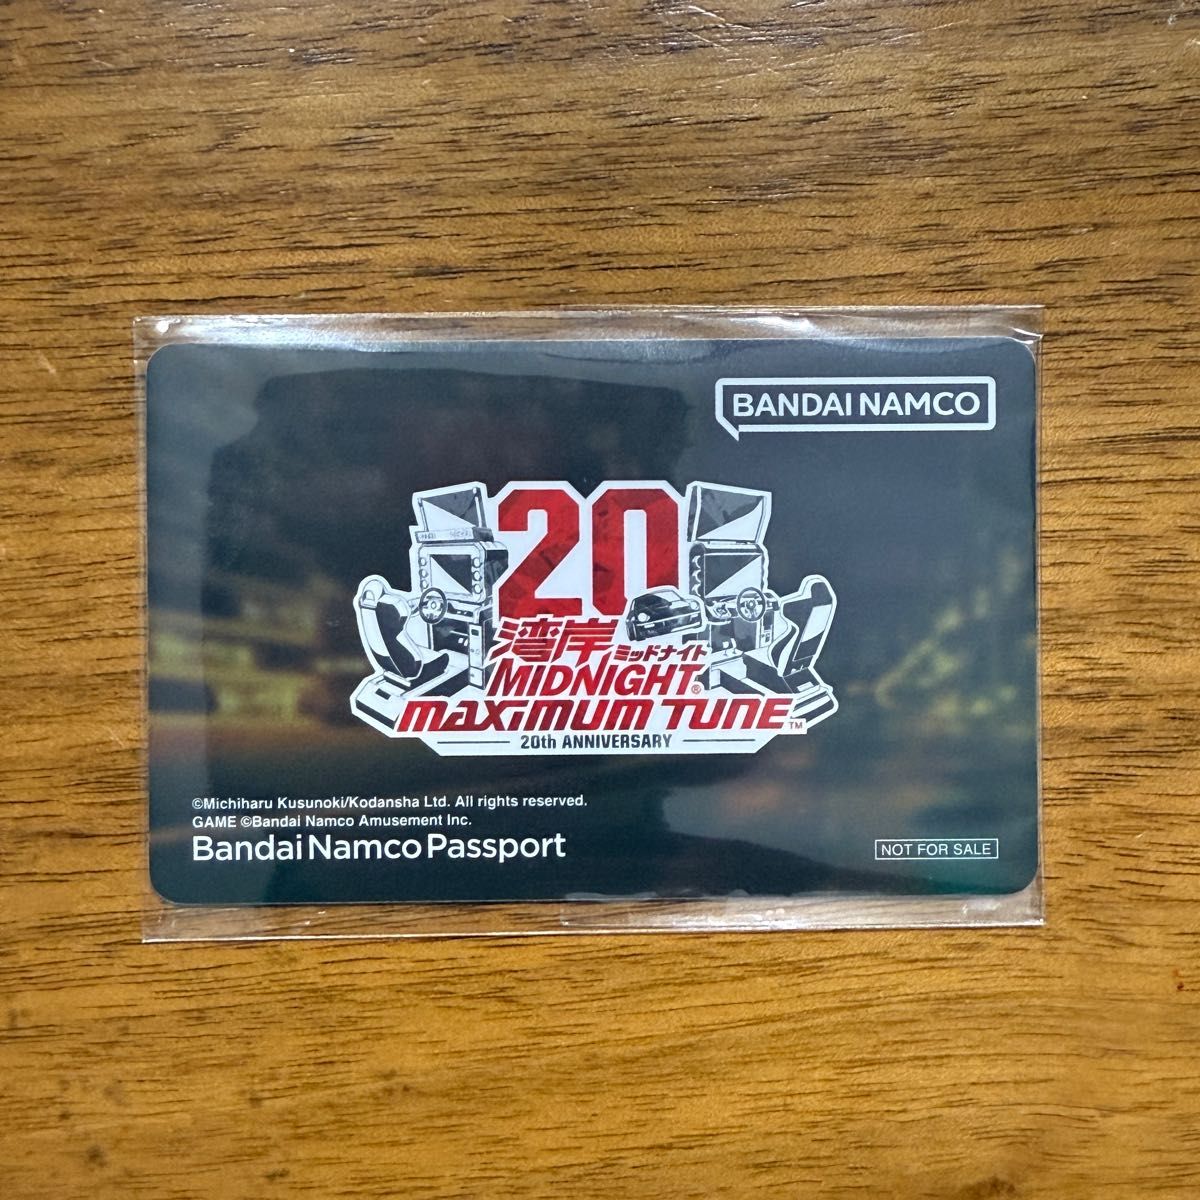 BANDAI NAMCO
20
湾岸 ミッドナイト
MIDNIGHT®
MAXIMUM TUNE™
20th ANNIVERSARY
©Michiharu Kusunoki/Kodansha Ltd. All rights reserved.
GAME ©Bandai Namco Amusement Inc.
Bandai Namco Passport
NOT FOR SALE